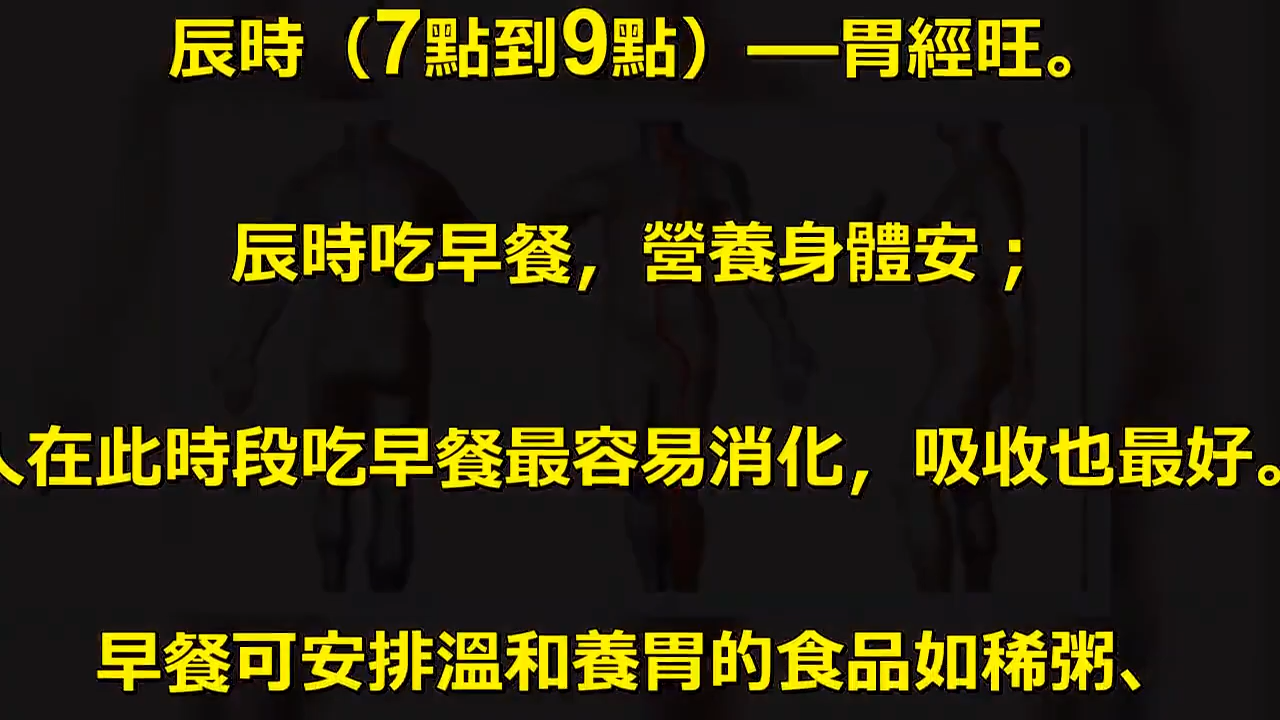 辰時（7點到9點）—胃經旺。
辰時吃早餐，營養身體安；
人在此時段吃早餐最容易消化，吸收也最好。
早餐可安排溫和養胃的食品如稀粥、